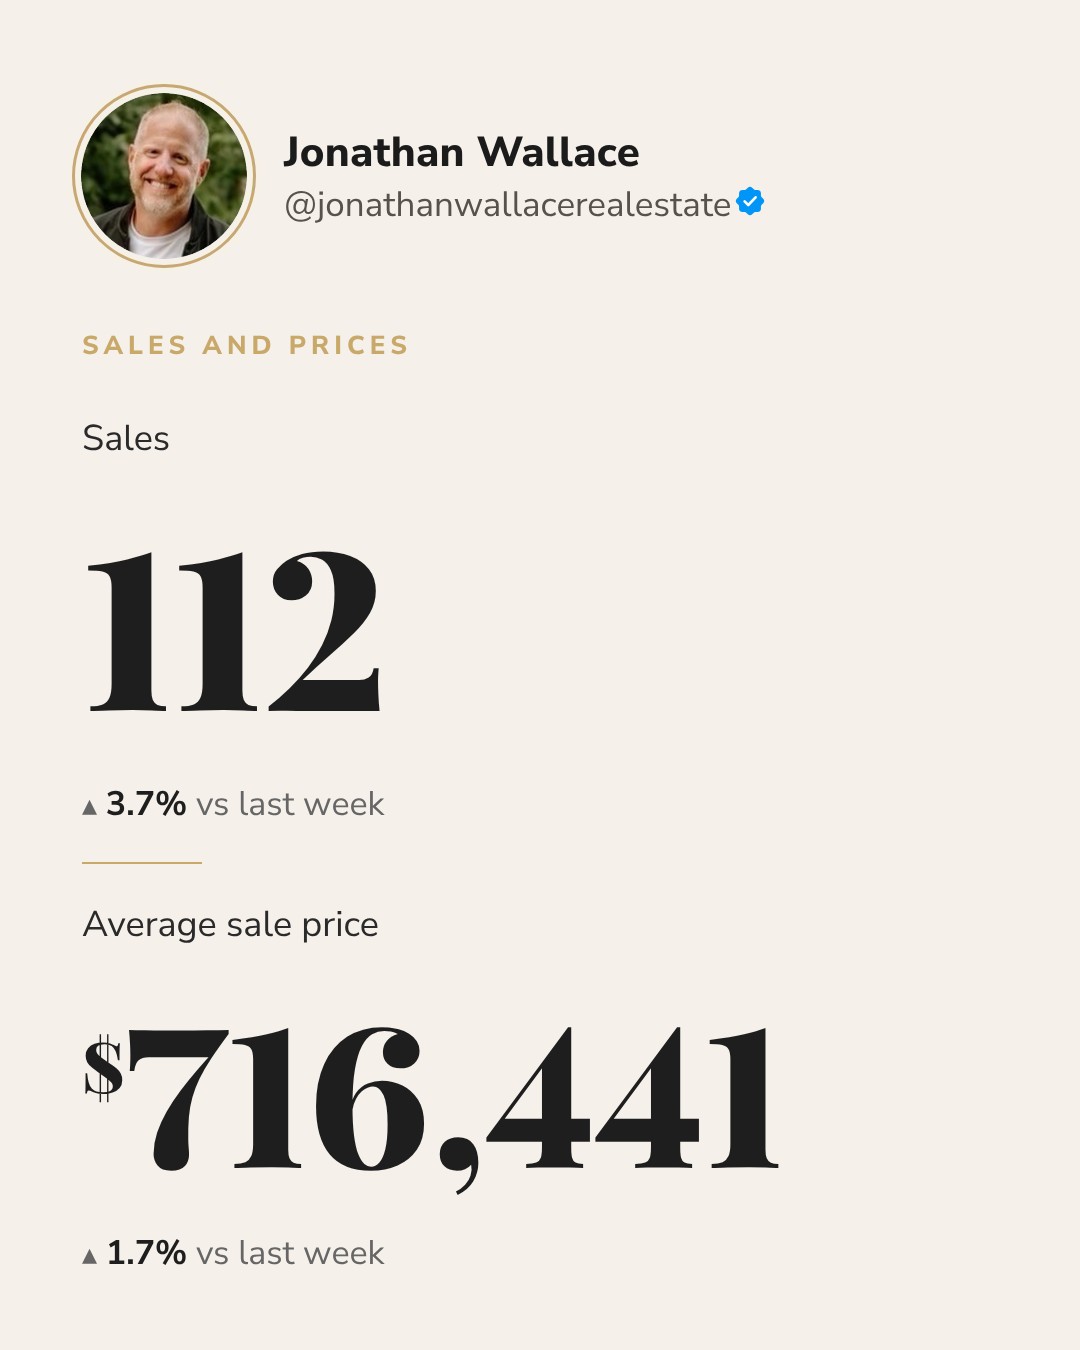 Jonathan Wallace
@jonathanwallacerealestate
SALES AND PRICES
Sales
112
▲ 3.7% vs last week
Average sale price
$716,441
▲ 1.7% vs last week